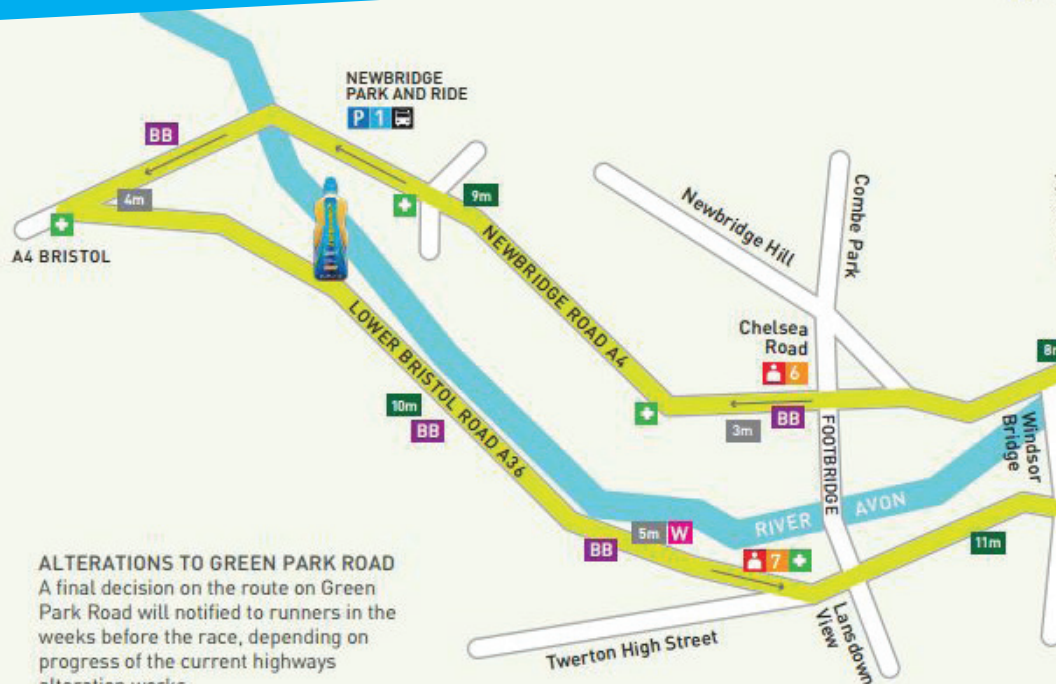 NEWBRIDGE
PARK AND RIDE
P 1
BB
4m
A4 BRISTOL
9m
NEWBRIDGE ROAD A4
Newbridge Hill
Combe Park
Chelsea
Road
6
3m
BB
FOOTBRIDGE
Windsor
Bridge
LOWER BRISTOL ROAD A36
10m
BB
RIVER AVON
5m W
BB
7
11m
Twerton High Street
Lansdown
View
ALTERATIONS TO GREEN PARK ROAD
A final decision on the route on Green
Park Road will notified to runners in the
weeks before the race, depending on
progress of the current highways